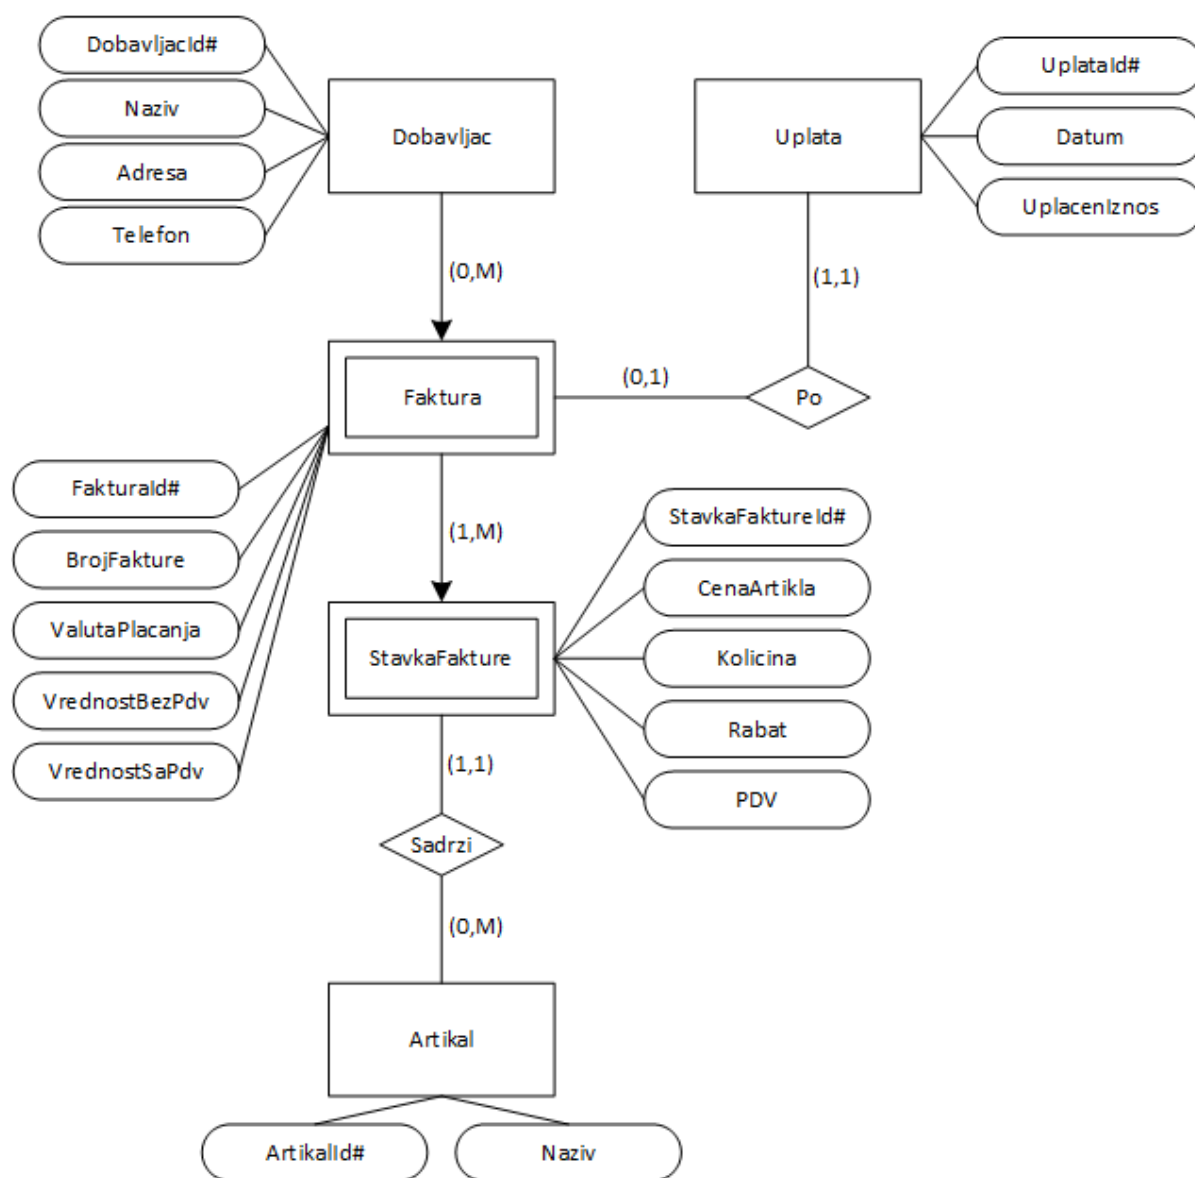 DobavljacId#
Naziv
Adresa
Telefon
Dobavljac
Uplata
UplataId#
Datum
UplacenIznos
(0,M)
(1,1)
Faktura
(0,1)
Po
FakturaId#
BrojFakture
ValutaPlacanja
VrednostBezPdv
VrednostSaPdv
(1,M)
StavkaFakture
StavkaFaktureId#
CenaArtikla
Kolicina
Rabat
PDV
(1,1)
Sadrzi
(0,M)
Artikal
ArtikalId#
Naziv